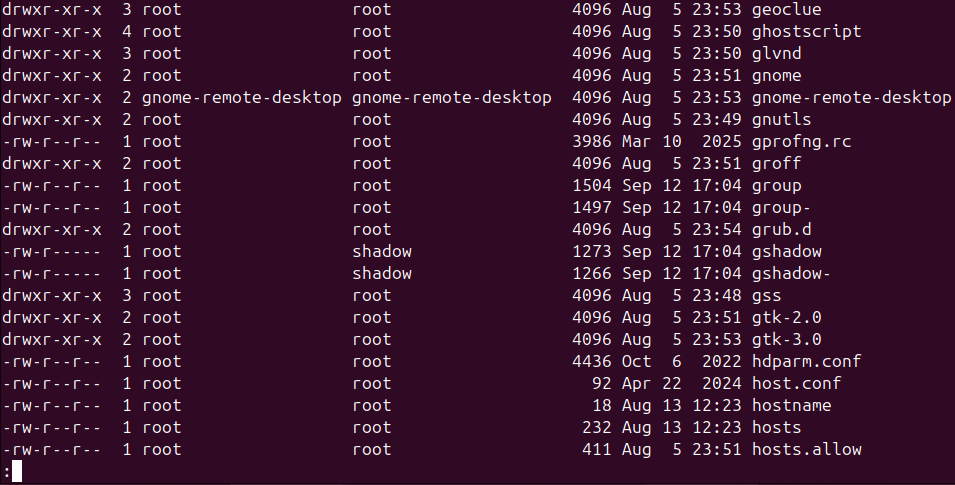 drwxr-xr-x  3 root                 root                  4096 Aug  5 23:53 geoclue
drwxr-xr-x  4 root                 root                  4096 Aug  5 23:50 ghostscript
drwxr-xr-x  3 root                 root                  4096 Aug  5 23:50 glvnd
drwxr-xr-x  2 root                 root                  4096 Aug  5 23:51 gnome
drwxr-xr-x  2 gnome-remote-desktop gnome-remote-desktop  4096 Aug  5 23:53 gnome-remote-desktop
drwxr-xr-x  2 root                 root                  4096 Aug  5 23:49 gnutls
-rw-r--r--  1 root                 root                  3986 Mar 10  2025 gprofng.rc
drwxr-xr-x  2 root                 root                  4096 Aug  5 23:51 groff
-rw-r--r--  1 root                 root                  1504 Sep 12 17:04 group
-rw-r--r--  1 root                 root                  1497 Sep 12 17:04 group-
drwxr-xr-x  2 root                 root                  4096 Aug  5 23:54 grub.d
-rw-r-----  1 root                 shadow                1273 Sep 12 17:04 gshadow
-rw-r-----  1 root                 shadow                1266 Sep 12 17:04 gshadow-
drwxr-xr-x  3 root                 root                  4096 Aug  5 23:48 gss
drwxr-xr-x  2 root                 root                  4096 Aug  5 23:51 gtk-2.0
drwxr-xr-x  2 root                 root                  4096 Aug  5 23:53 gtk-3.0
-rw-r--r--  1 root                 root                  4436 Oct  6  2022 hdparm.conf
-rw-r--r--  1 root                 root                    92 Apr 22  2024 host.conf
-rw-r--r--  1 root                 root                    18 Aug 13 12:23 hostname
-rw-r--r--  1 root                 root                   232 Aug 13 12:23 hosts
-rw-r--r--  1 root                 root                   411 Aug  5 23:51 hosts.allow
: